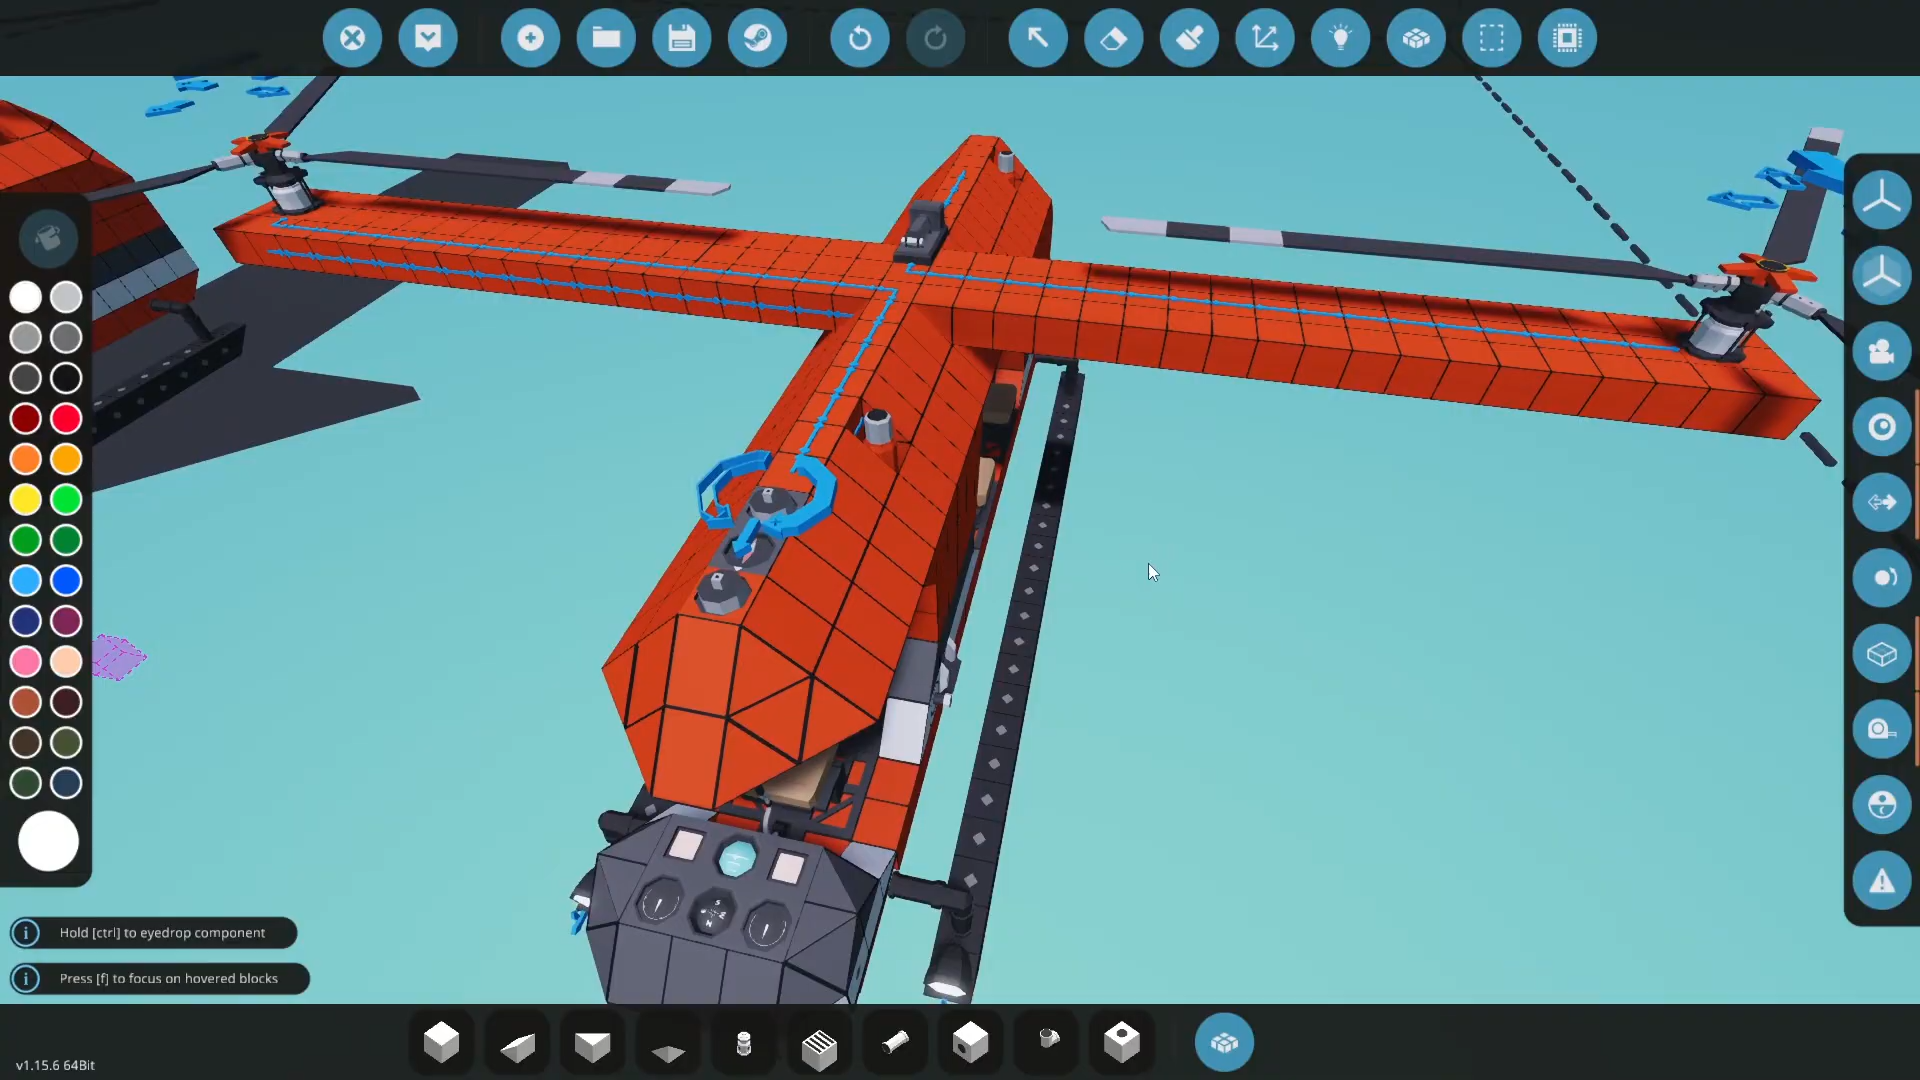 Hold [ctrl] to eyedrop component
Press [f] to focus on hovered blocks
v1.15.6 64Bit